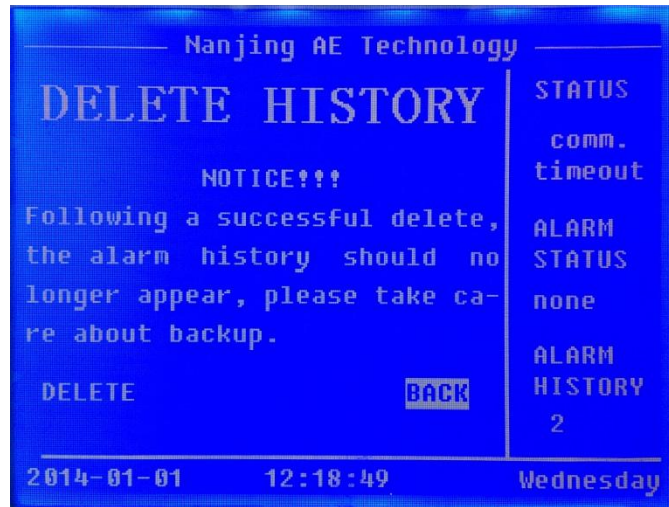 Nanjing AE Technology
DELETE HISTORY
NOTICE!!!
Following a successful delete,
the alarm history should no
longer appear, please take ca-
re about backup.
DELETE
BACK
STATUS
comm.
timeout
ALARM
STATUS
none
ALARM
HISTORY
2
2014-01-01 12:18:49 Wednesday